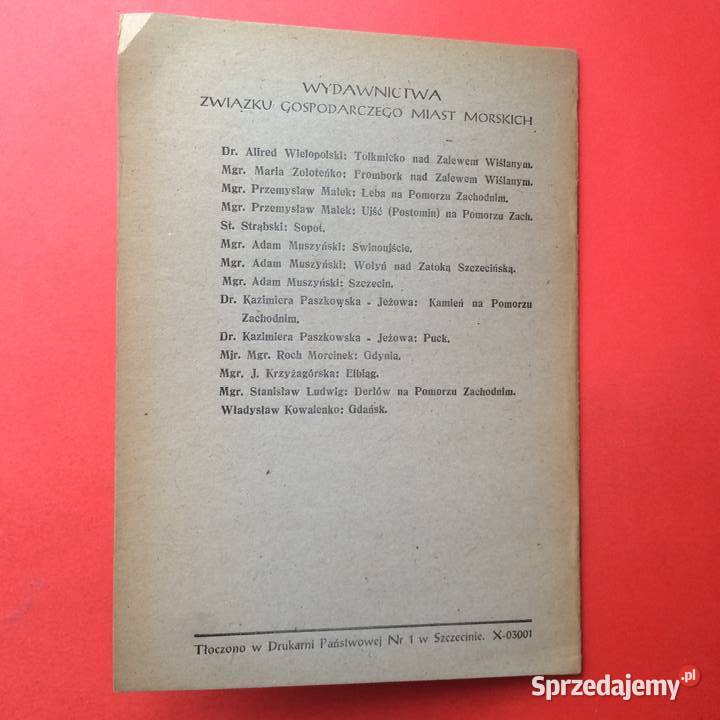 WYDAWNICTWA
ZWIĄZKU GOSPODARCZEGO MIAST MORSKICH
Dr. Alfred Wielopolski: Tolkmicko nad Zalewem Wiślanym.
Mgr. Maria Zołoteńko: Frombork nad Zalewem Wiślanym.
Mgr. Przemysław Małek: Łeba na Pomorzu Zachodnim.
Mgr. Przemysław Małek: Ujść (Postomin) na Pomorzu Zach.
St. Strąbski: Sopot.
Mgr. Adam Muszyński: Swinoujście.
Mgr. Adam Muszyński: Wołyń nad Zatoką Szczecińską.
Mgr. Adam Muszyński: Szczecin.
Dr. Kazimiera Paszkowska - Jeżowa: Kamień na Pomorzu
Zachodnim.
Dr. Kazimiera Paszkowska - Jeżowa: Puck.
Mjr. Mgr. Roch Morcinek: Gdynia.
Mgr. J. Krzyżagórska: Elbląg.
Mgr. Stanisław Ludwig: Derłów na Pomorzu Zachodnim.
Władysław Kowalenko: Gdańsk.
Tłoczono w Drukarni Państwowej Nr 1 w Szczecinie. X-03001
Sprzedajemy.pl